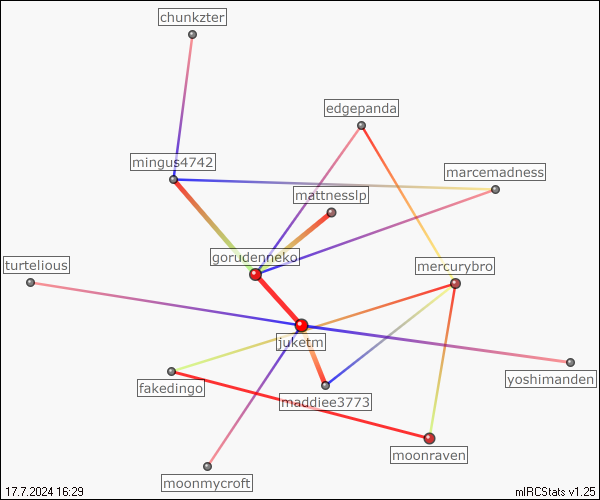 chunkzter
edgepanda
mingus4742
marcemadness
mattnesslp
gorudenneko
turtelious
mercurybro
juketm
yoshimanden
fakedingo
maddiee3773
moonraven
moonmycroft
17.7.2024 16:29
mIRCStats v1.25